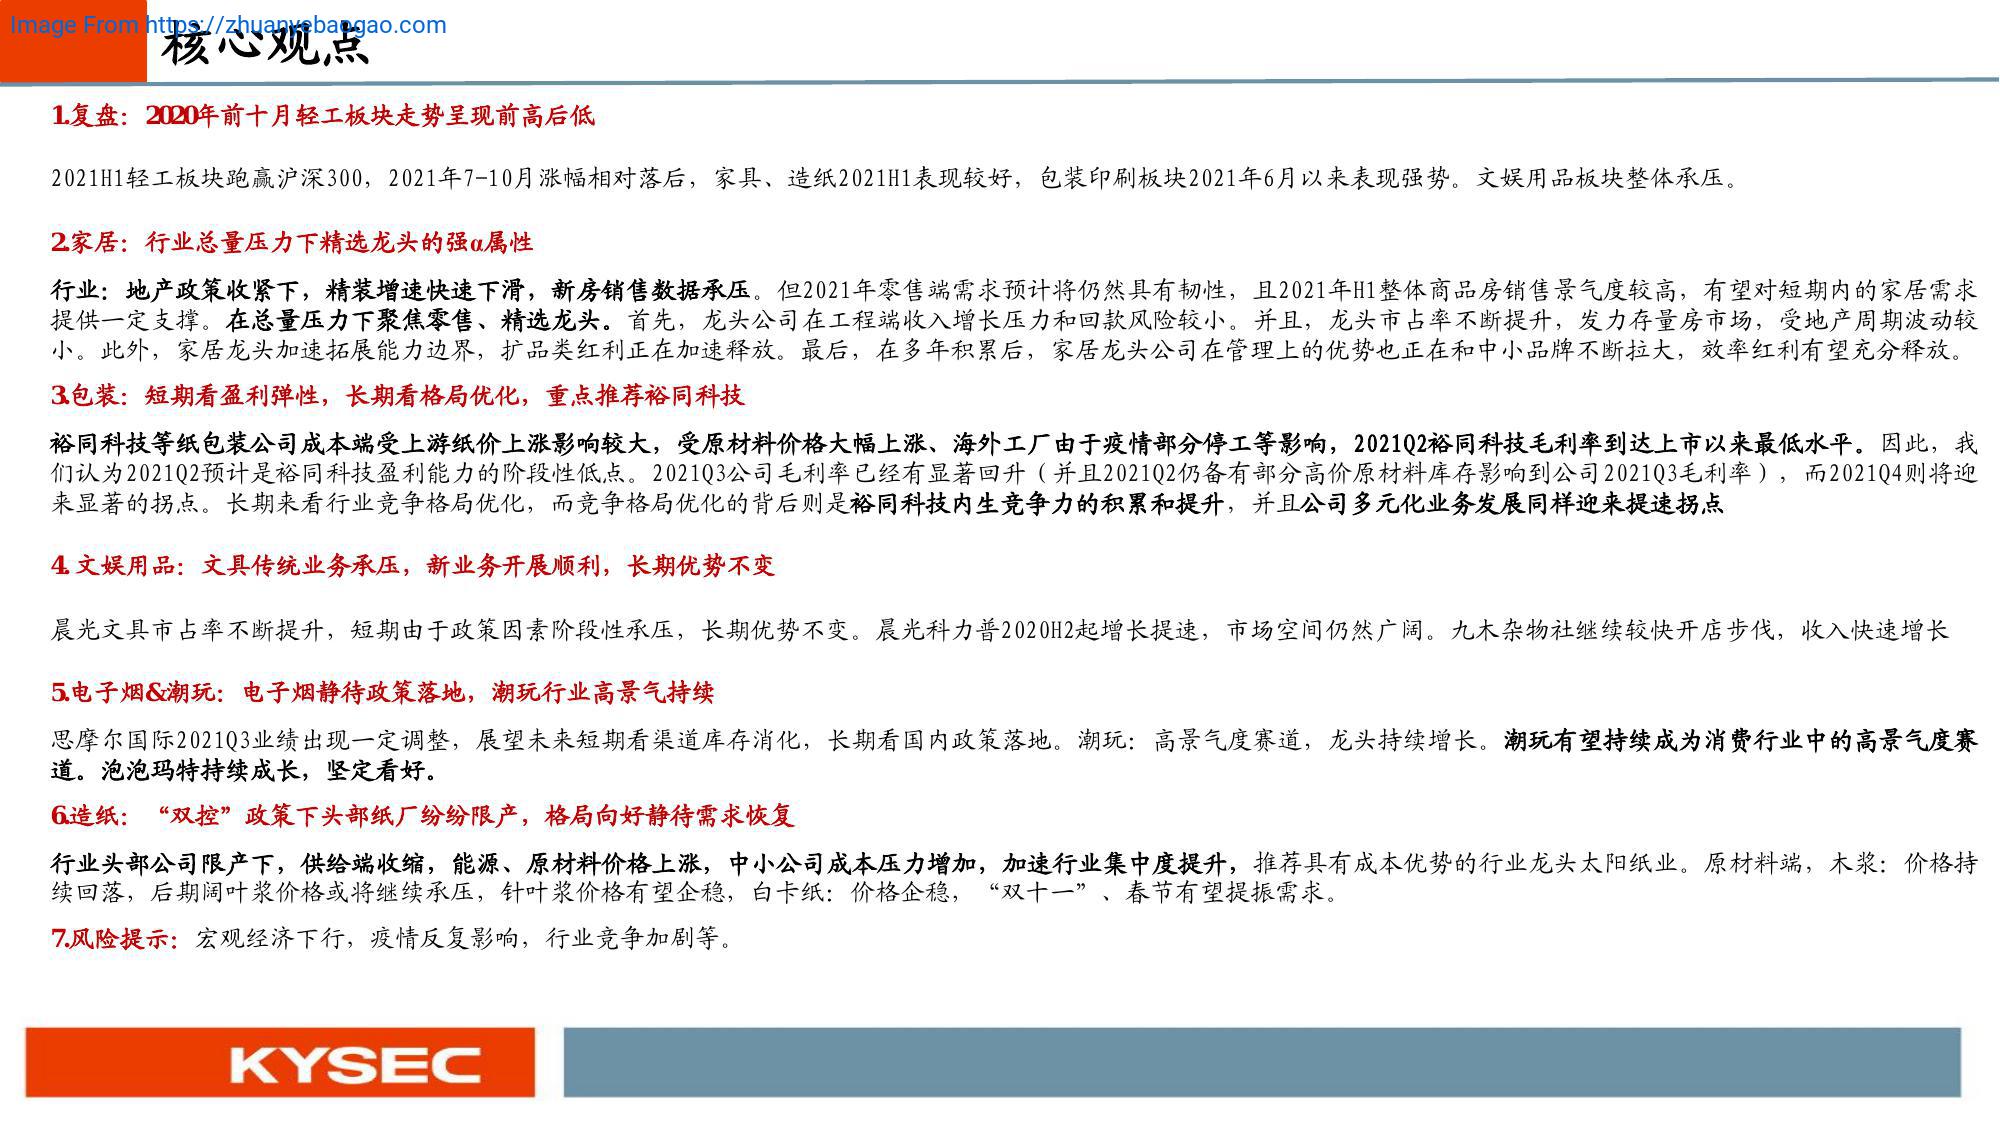 Image From https://zhuanyebaogao.com
核心观点
1.复盘：2020年前十月轻工板块走势呈现前高后低
2021H1轻工板块跑赢沪深300，2021年7-10月涨幅相对落后，家具、造纸2021H1表现较好，包装印刷板块2021年6月以来表现强势。文娱用品板块整体承压。
2.家居：行业总量压力下精选龙头的强α属性
行业：地产政策收紧下，精装增速快速下滑，新房销售数据承压。但2021年零售端需求预计将仍然具有韧性，且2021年H1整体商品房销售景气度较高，有望对短期内的家居需求
提供一定支撑。在总量压力下聚焦零售、精选龙头。首先，龙头公司在工程端收入增长压力和回款风险较小。并且，龙头市占率不断提升，发力存量房市场，受地产周期波动较
小。此外，家居龙头加速拓展能力边界，扩品类红利正在加速释放。最后，在多年积累后，家居龙头公司在管理上的优势也正在和中小品牌不断拉大，效率红利有望充分释放。
3.包装：短期看盈利弹性，长期看格局优化，重点推荐裕同科技
裕同科技等纸包装公司成本端受上游纸价上涨影响较大，受原材料价格大幅上涨、海外工厂由于疫情部分停工等影响，2021Q2裕同科技毛利率到达上市以来最低水平。因此，我
们认为2021Q2预计是裕同科技盈利能力的阶段性低点。2021Q3公司毛利率已经有显著回升（并且2021Q2仍备有部分高价原材料库存影响到公司2021Q3毛利率），而2021Q4则将迎
来显著的拐点。长期来看行业竞争格局优化，而竞争格局优化的背后则是裕同科技内生竞争力的积累和提升，并且公司多元化业务发展同样迎来提速拐点
4. 文娱用品：文具传统业务承压，新业务开展顺利，长期优势不变
晨光文具市占率不断提升，短期由于政策因素阶段性承压，长期优势不变。晨光科力普2020H2起增长提速，市场空间仍然广阔。九木杂物社继续较快开店步伐，收入快速增长
5.电子烟&潮玩：电子烟静待政策落地，潮玩行业高景气持续
思摩尔国际2021Q3业绩出现一定调整，展望未来短期看渠道库存消化，长期看国内政策落地。潮玩：高景气度赛道，龙头持续增长。潮玩有望持续成为消费行业中的高景气度赛
道。泡泡玛特持续成长，坚定看好。
6.造纸：“双控”政策下头部纸厂纷纷限产，格局向好静待需求恢复
行业头部公司限产下，供给端收缩，能源、原材料价格上涨，中小公司成本压力增加，加速行业集中度提升，推荐具有成本优势的行业龙头太阳纸业。原材料端，木浆：价格持
续回落，后期阔叶浆价格或将继续承压，针叶浆价格有望企稳，白卡纸：价格企稳，“双十一”、春节有望提振需求。
7.风险提示：宏观经济下行，疫情反复影响，行业竞争加剧等。
KYSEC